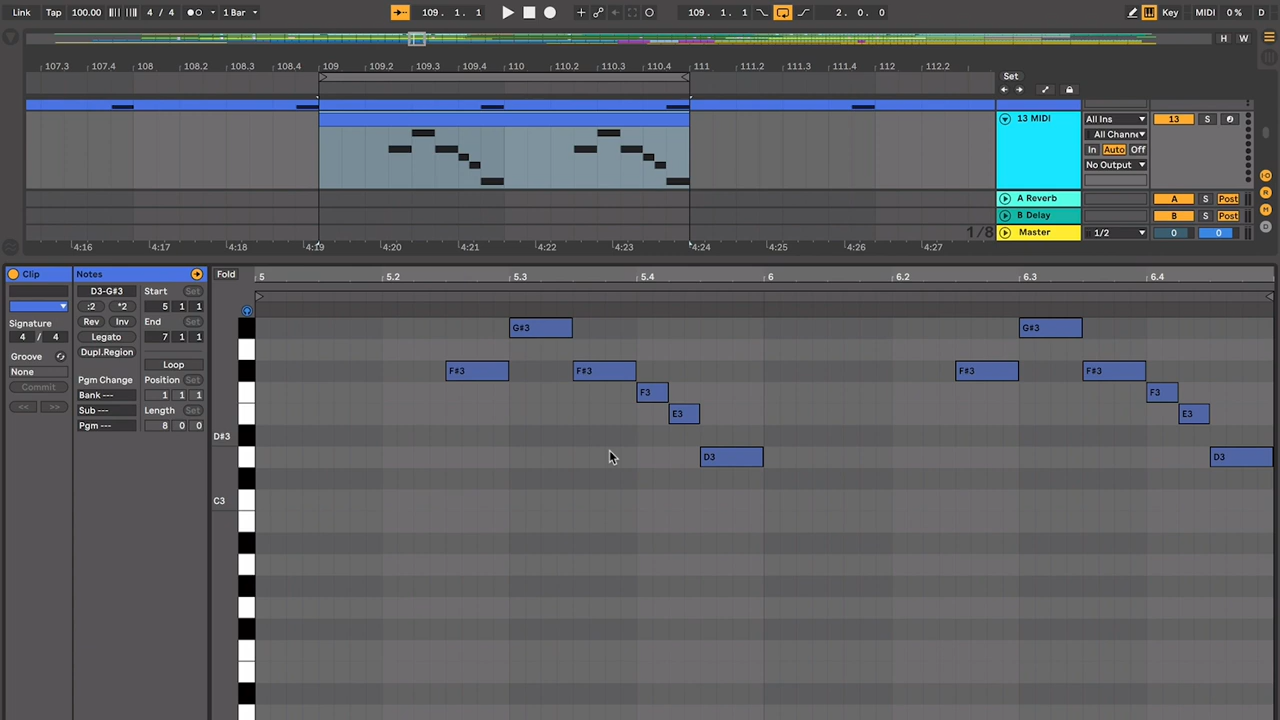 Link Tap 100.00 4 / 4 1 Bar 109. 1. 1 109. 1. 1 2. 0. 0 Key MIDI 0 % D
H W
107.3 107.4 108 108.2 108.3 108.4 109 109.2 109.3 109.4 110 110.2 110.3 110.4 111 111.2 111.3 111.4 112 112.2
Set
13 MIDI All Ins 13 S
All Channe
In Auto Off
No Output
A Reverb A S Post
B Delay B S Post
1/8 Master 1/2 0 0
4:16 4:17 4:18 4:19 4:20 4:21 4:22 4:23 4:24 4:25 4:26 4:27
Clip Notes Fold 5 5.2 5.3 5.4 6 6.2 6.3 6.4
D3-G#3 Start Set
:2 *2 5 1 1
Signature Rev Inv End Set
4 / 4 Legato 7 1 1
Groove Dupl.Region
None Loop
Commit Pgm Change Position Set
<< >> Bank --- 1 1 1
Sub --- Length Set
Pgm --- 8 0 0
G#3 G#3
F#3 F#3 F#3 F#3
F3 F3
E3 E3
D#3
D3 D3
C3